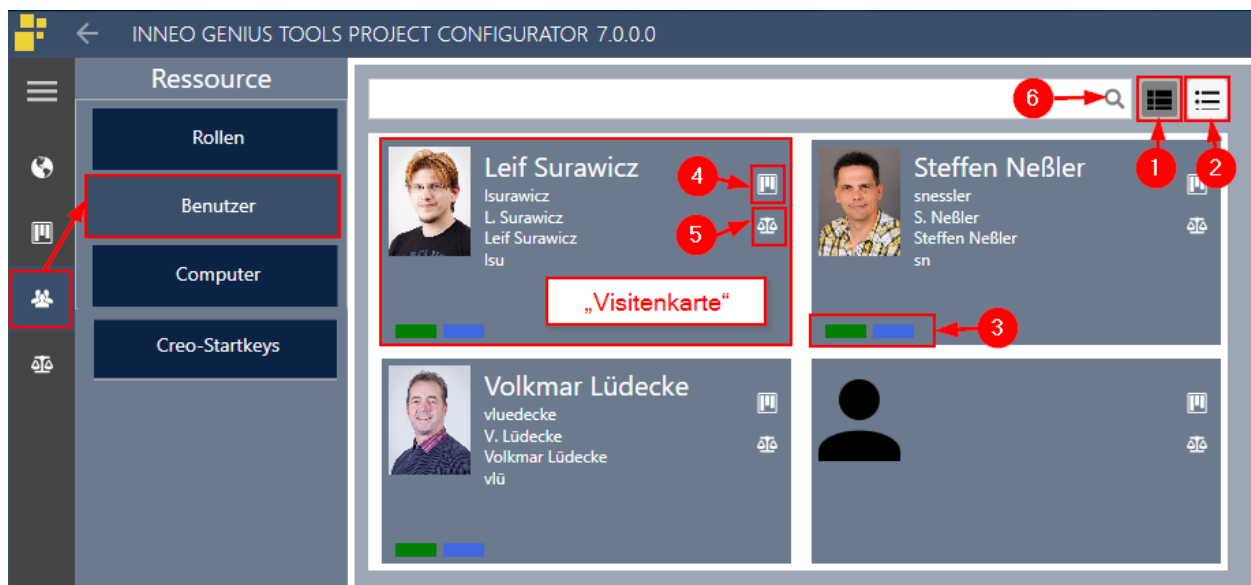 INNEO GENIUS TOOLS PROJECT CONFIGURATOR 7.0.0.0
Ressource
Rollen
Benutzer
Computer
Creo-Startkeys
6
1
2
Leif Surawicz
lsurawicz
L. Surawicz
Leif Surawicz
lsu
4
5
„Visitenkarte“
Steffen Neßler
snessler
S. Neßler
Steffen Neßler
sn
3
Volkmar Lüdecke
vluedecke
V. Lüdecke
Volkmar Lüdecke
vlü